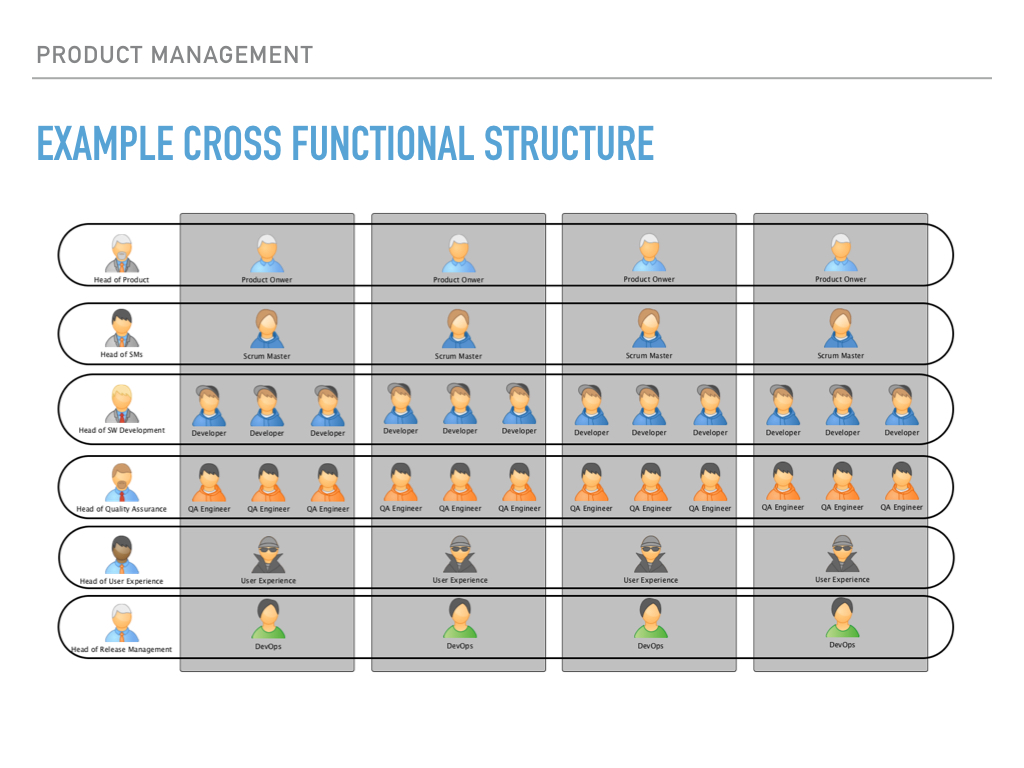 PRODUCT MANAGEMENT
EXAMPLE CROSS FUNCTIONAL STRUCTURE
Head of Product Product Onwer Product Onwer Product Onwer Product Onwer
Head of SMs Scrum Master Scrum Master Scrum Master Scrum Master
Head of SW Development Developer Developer Developer Developer Developer Developer Developer Developer Developer Developer Developer Developer
Head of Quality Assurance QA Engineer QA Engineer QA Engineer QA Engineer QA Engineer QA Engineer QA Engineer QA Engineer QA Engineer QA Engineer QA Engineer QA Engineer
Head of User Experience User Experience User Experience User Experience User Experience
Head of Release Management DevOps DevOps DevOps DevOps